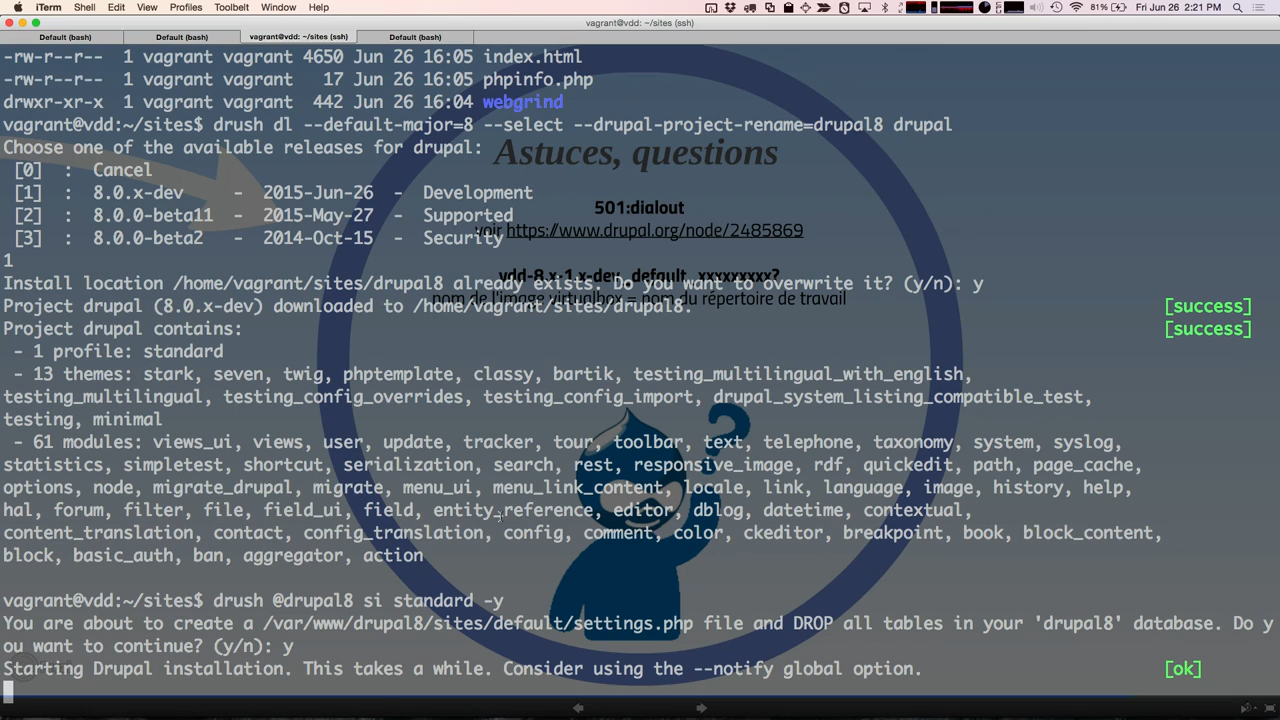 iTerm Shell Edit View Profiles Toolbelt Window Help 81% Fri Jun 26 2:21 PM
vagrant@vdd: ~/sites (ssh)
Default (bash) Default (bash) vagrant@vdd: ~/sites (ssh) Default (bash)
-rw-r--r-- 1 vagrant vagrant 4650 Jun 26 16:05 index.html
-rw-r--r-- 1 vagrant vagrant 17 Jun 26 16:05 phpinfo.php
drwxr-xr-x 1 vagrant vagrant 442 Jun 26 16:04 webgrind
vagrant@vdd:~/sites$ drush dl --default-major=8 --select --drupal-project-rename=drupal8 drupal
Choose one of the available releases for drupal:
Astuces, questions
[0] : Cancel
[1] : 8.0.x-dev - 2015-Jun-26 - Development
501:dialout
[2] : 8.0.0-beta11 - 2015-May-27 - Supported
voir https://www.drupal.org/node/2485869
[3] : 8.0.0-beta2 - 2014-Oct-15 - Security
1
vdd-8.x-1.x-dev_default_xxxxxxxxx?
Install location /home/vagrant/sites/drupal8 already exists. Do you want to overwrite it? (y/n): y
nom de l'image virtualbox = nom du répertoire de travail
Project drupal (8.0.x-dev) downloaded to /home/vagrant/sites/drupal8. [success]
Project drupal contains: [success]
- 1 profile: standard
- 13 themes: stark, seven, twig, phptemplate, classy, bartik, testing_multilingual_with_english,
testing_multilingual, testing_config_overrides, testing_config_import, drupal_system_listing_compatible_test,
testing, minimal
- 61 modules: views_ui, views, user, update, tracker, tour, toolbar, text, telephone, taxonomy, system, syslog,
statistics, simpletest, shortcut, serialization, search, rest, responsive_image, rdf, quickedit, path, page_cache,
options, node, migrate_drupal, migrate, menu_ui, menu_link_content, locale, link, language, image, history, help,
hal, forum, filter, file, field_ui, field, entity_reference, editor, dblog, datetime, contextual,
content_translation, contact, config_translation, config, comment, color, ckeditor, breakpoint, book, block_content,
block, basic_auth, ban, aggregator, action
vagrant@vdd:~/sites$ drush @drupal8 si standard -y
You are about to create a /var/www/drupal8/sites/default/settings.php file and DROP all tables in your 'drupal8' database. Do y
ou want to continue? (y/n): y
Starting Drupal installation. This takes a while. Consider using the --notify global option. [ok]